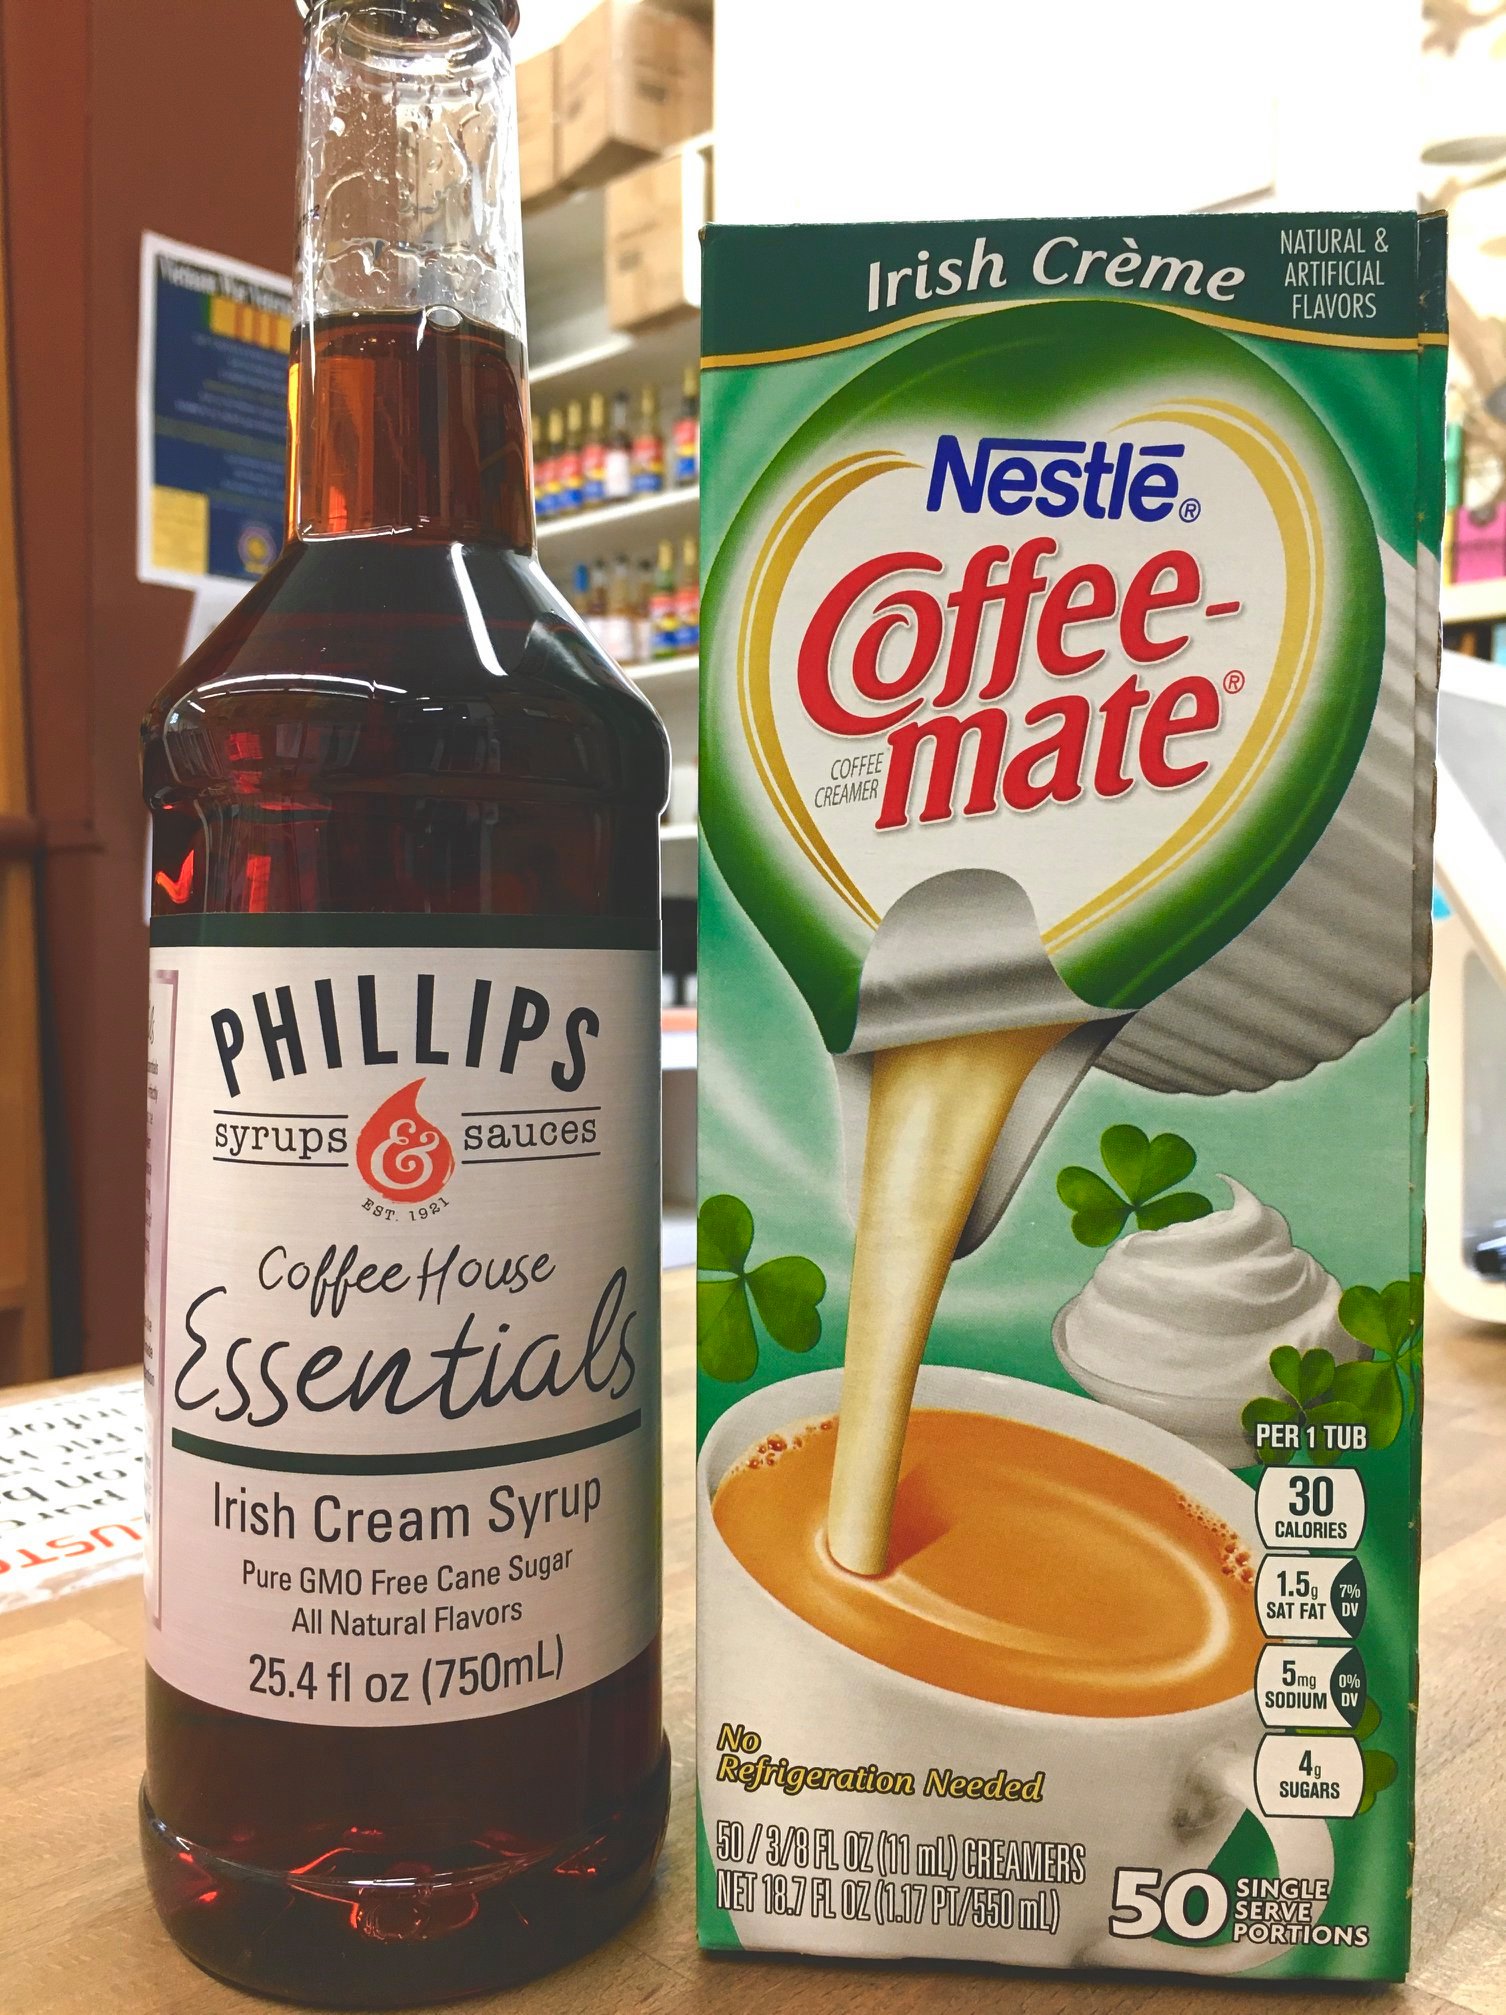 PHILLIPS
syrups & sauces
EST. 1921
Coffee House
Essentials
Irish Cream Syrup
Pure GMO Free Cane Sugar
All Natural Flavors
25.4 fl oz (750mL)
Irish Crème
NATURAL &
ARTIFICIAL
FLAVORS
Nestlé®
Coffee-
mate®
COFFEE
CREAMER
PER 1 TUB
30
CALORIES
1.5g
SAT FAT
7%
DV
5mg
SODIUM
0%
DV
4g
SUGARS
No
Refrigeration Needed
50 / 3/8 FL OZ (11 mL) CREAMERS
NET 18.7 FL OZ (1.17 PT/550 mL)
50 SINGLE
SERVE
PORTIONS